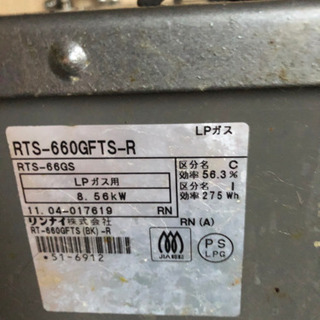 LPガス
RTS-660GFTS-R
RTS-66GS
LPガス用
8.56kW
区分名 C
効率 56.3%
区分名 I
効率 275Wh
11.04-017619 RN
リンナイ株式会社
RN(A)
RT-660GFTS(BK)-R
*51-6912
JIA
PS
LPG